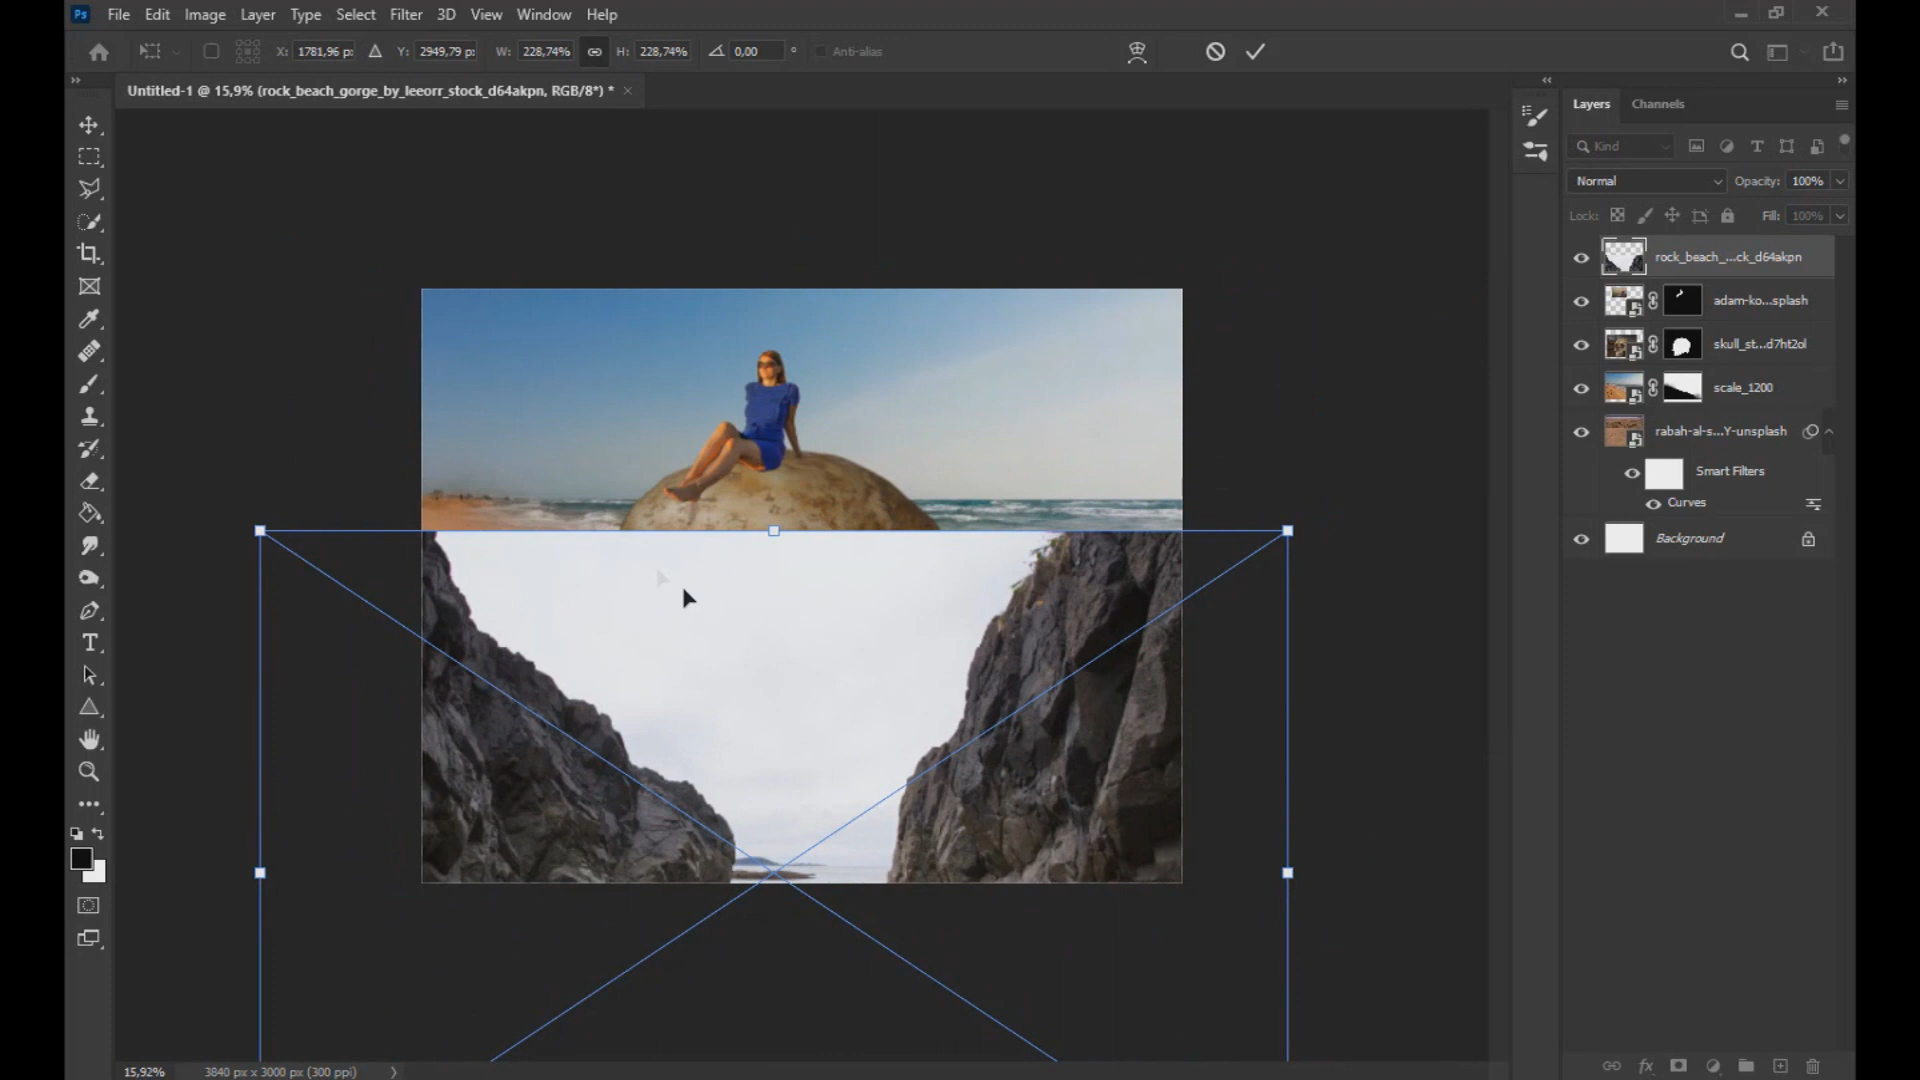 Ps File Edit Image Layer Type Select Filter 3D View Window Help
X: 1781,96 p: Y: 2949,79 p: W: 228,74% H: 228,74% 0,00 ° Anti-alias
Untitled-1 @ 15,9% (rock_beach_gorge_by_leeorr_stock_d64akpn, RGB/8*) * ×
Layers Channels
Kind
Normal Opacity: 100%
Lock: Fill: 100%
rock_beach_...ck_d64akpn
adam-ko...splash
skull_st...d7ht2ol
scale_1200
rabah-al-s...Y-unsplash
Smart Filters
Curves
Background
15,92% 3840 px x 3000 px (300 ppi)